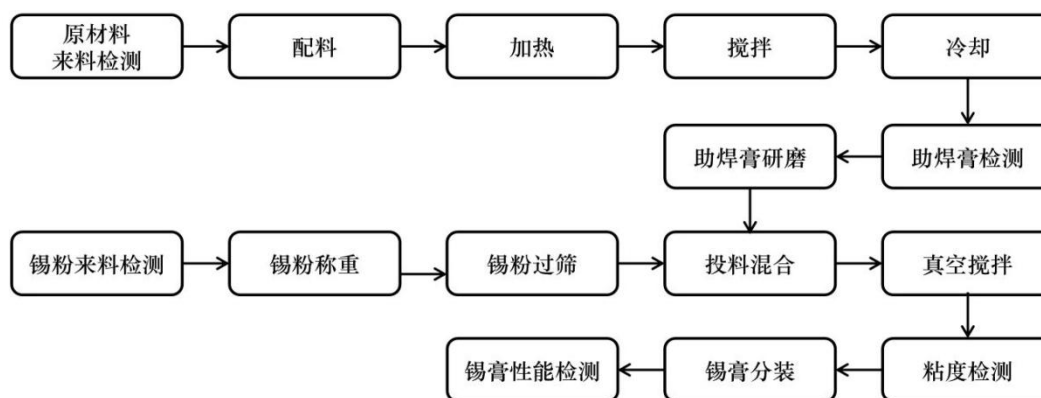 原材料
来料检测
配料
加热
搅拌
冷却
助焊膏研磨
助焊膏检测
锡粉来料检测
锡粉称重
锡粉过筛
投料混合
真空搅拌
锡膏性能检测
锡膏分装
粘度检测